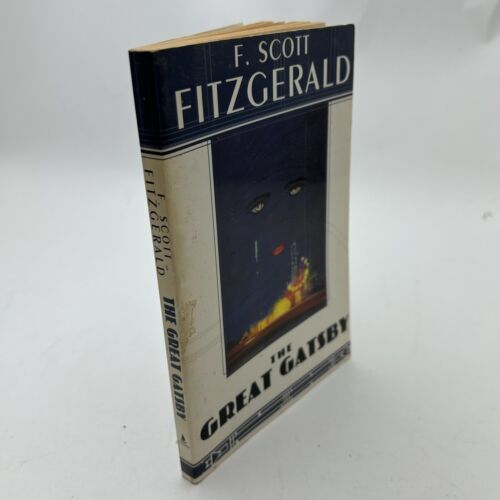 F. SCOTT
FITZGERALD
THE
GREAT GATSBY
F. SCOTT
FITZGERALD
THE GREAT GATSBY